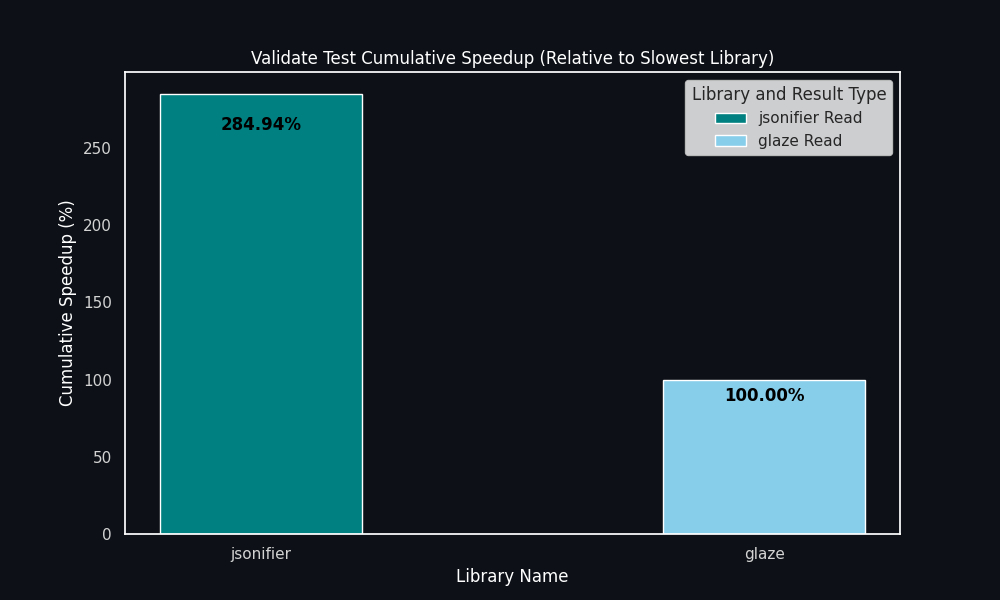 Validate Test Cumulative Speedup (Relative to Slowest Library)
Library and Result Type
jsonifier Read
glaze Read
284.94%
100.00%
Cumulative Speedup (%)
250
200
150
100
50
0
jsonifier
glaze
Library Name